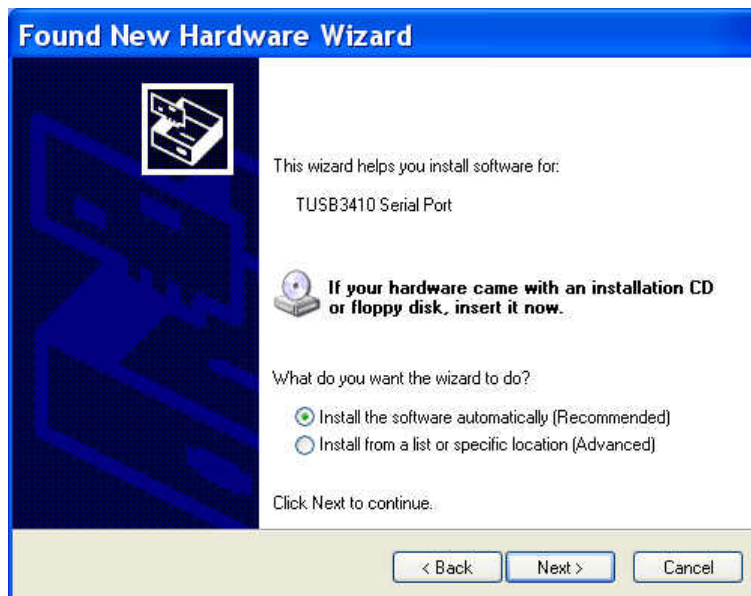 Found New Hardware Wizard
This wizard helps you install software for:
TUSB3410 Serial Port
If your hardware came with an installation CD
or floppy disk, insert it now.
What do you want the wizard to do?
Install the software automatically (Recommended)
Install from a list or specific location (Advanced)
Click Next to continue.
< Back
Next >
Cancel